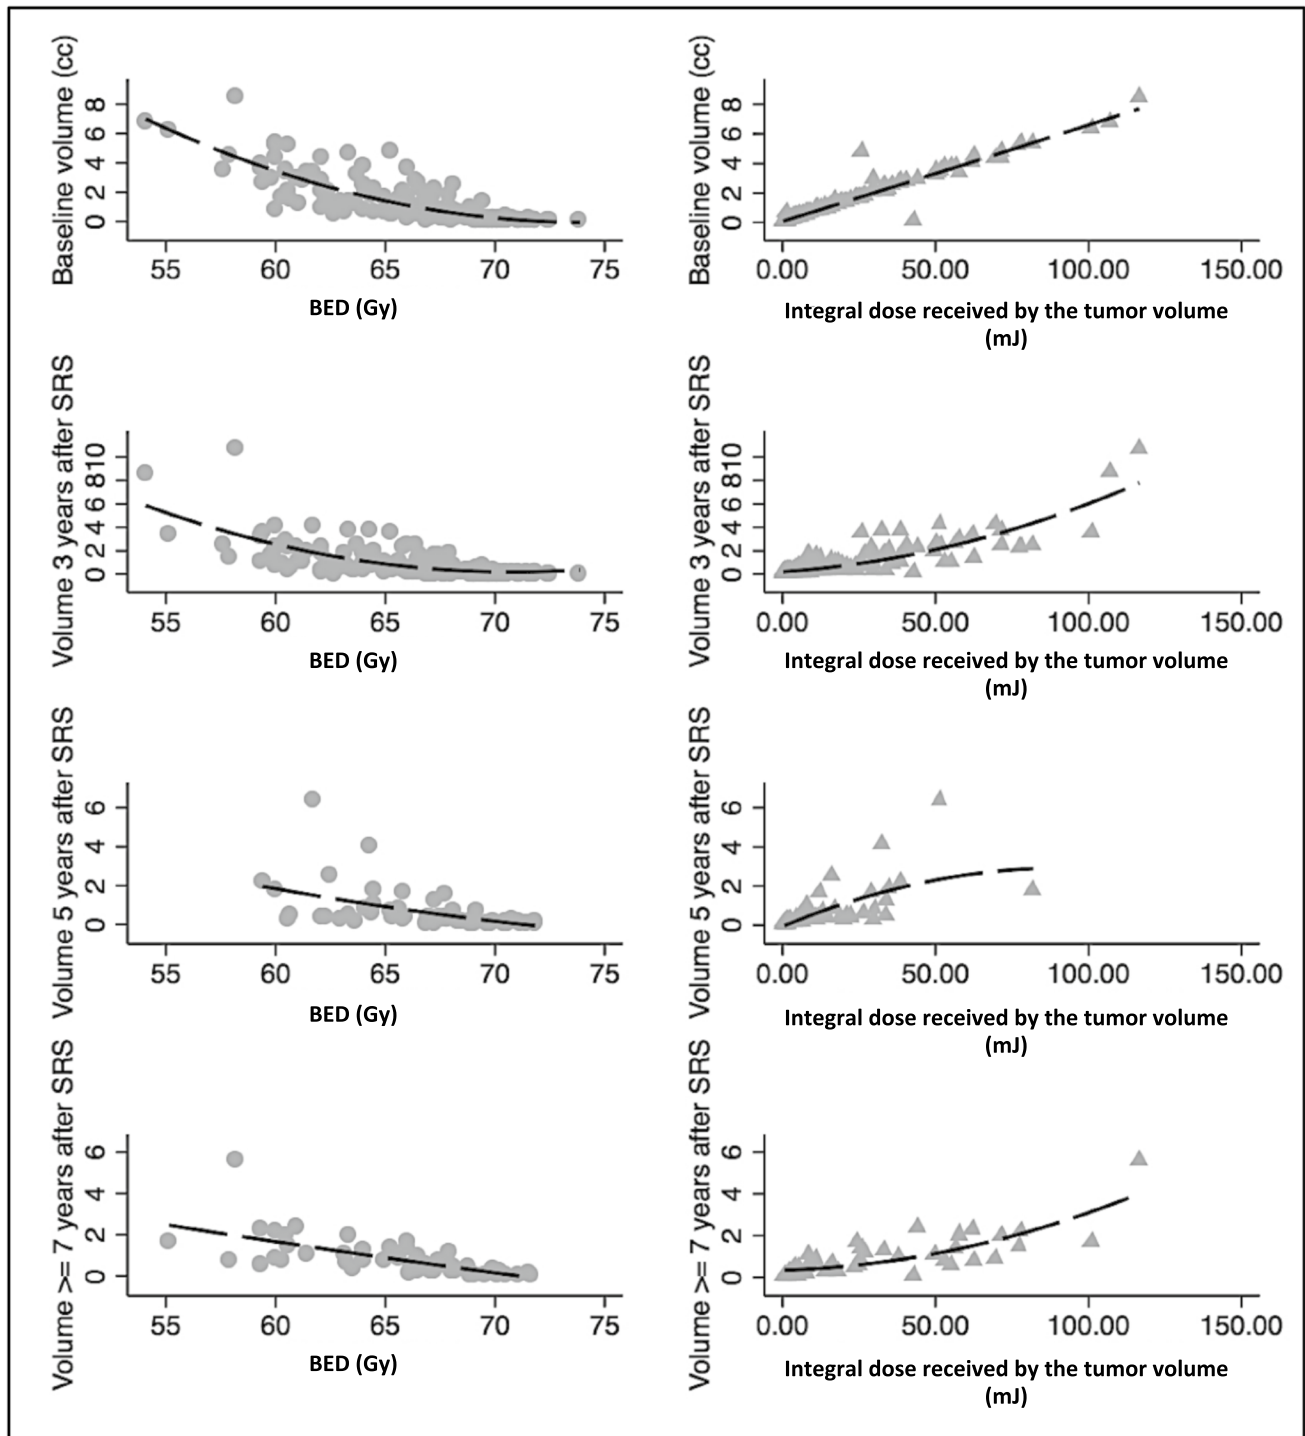 Baseline volume (cc)
8
6
4
2
0
55 60 65 70 75
BED (Gy)
Baseline volume (cc)
8
6
4
2
0
0.00 50.00 100.00 150.00
Integral dose received by the tumor volume
(mJ)
Volume 3 years after SRS
10
8
6
4
2
0
55 60 65 70 75
BED (Gy)
Volume 3 years after SRS
10
8
6
4
2
0
0.00 50.00 100.00 150.00
Integral dose received by the tumor volume
(mJ)
Volume 5 years after SRS
6
4
2
0
55 60 65 70 75
BED (Gy)
Volume 5 years after SRS
6
4
2
0
0.00 50.00 100.00 150.00
Integral dose received by the tumor volume
(mJ)
Volume >= 7 years after SRS
6
4
2
0
55 60 65 70 75
BED (Gy)
Volume >= 7 years after SRS
6
4
2
0
0.00 50.00 100.00 150.00
Integral dose received by the tumor volume
(mJ)